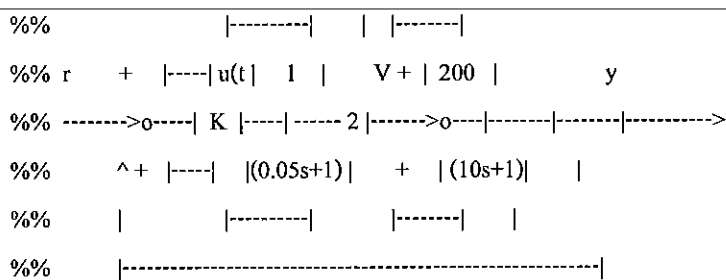 %% |----------| | |-------|
%% r + |-----| u(t| 1 | V + | 200 | y
%% ------->o-----| K |----|------ 2|------>o---|-------|-------|---------->
%% ^ + |-----| |(0.05s+1) | + | (10s+1)| |
%% | |----------| |-------| |
%% |-------------------------------------------------------|